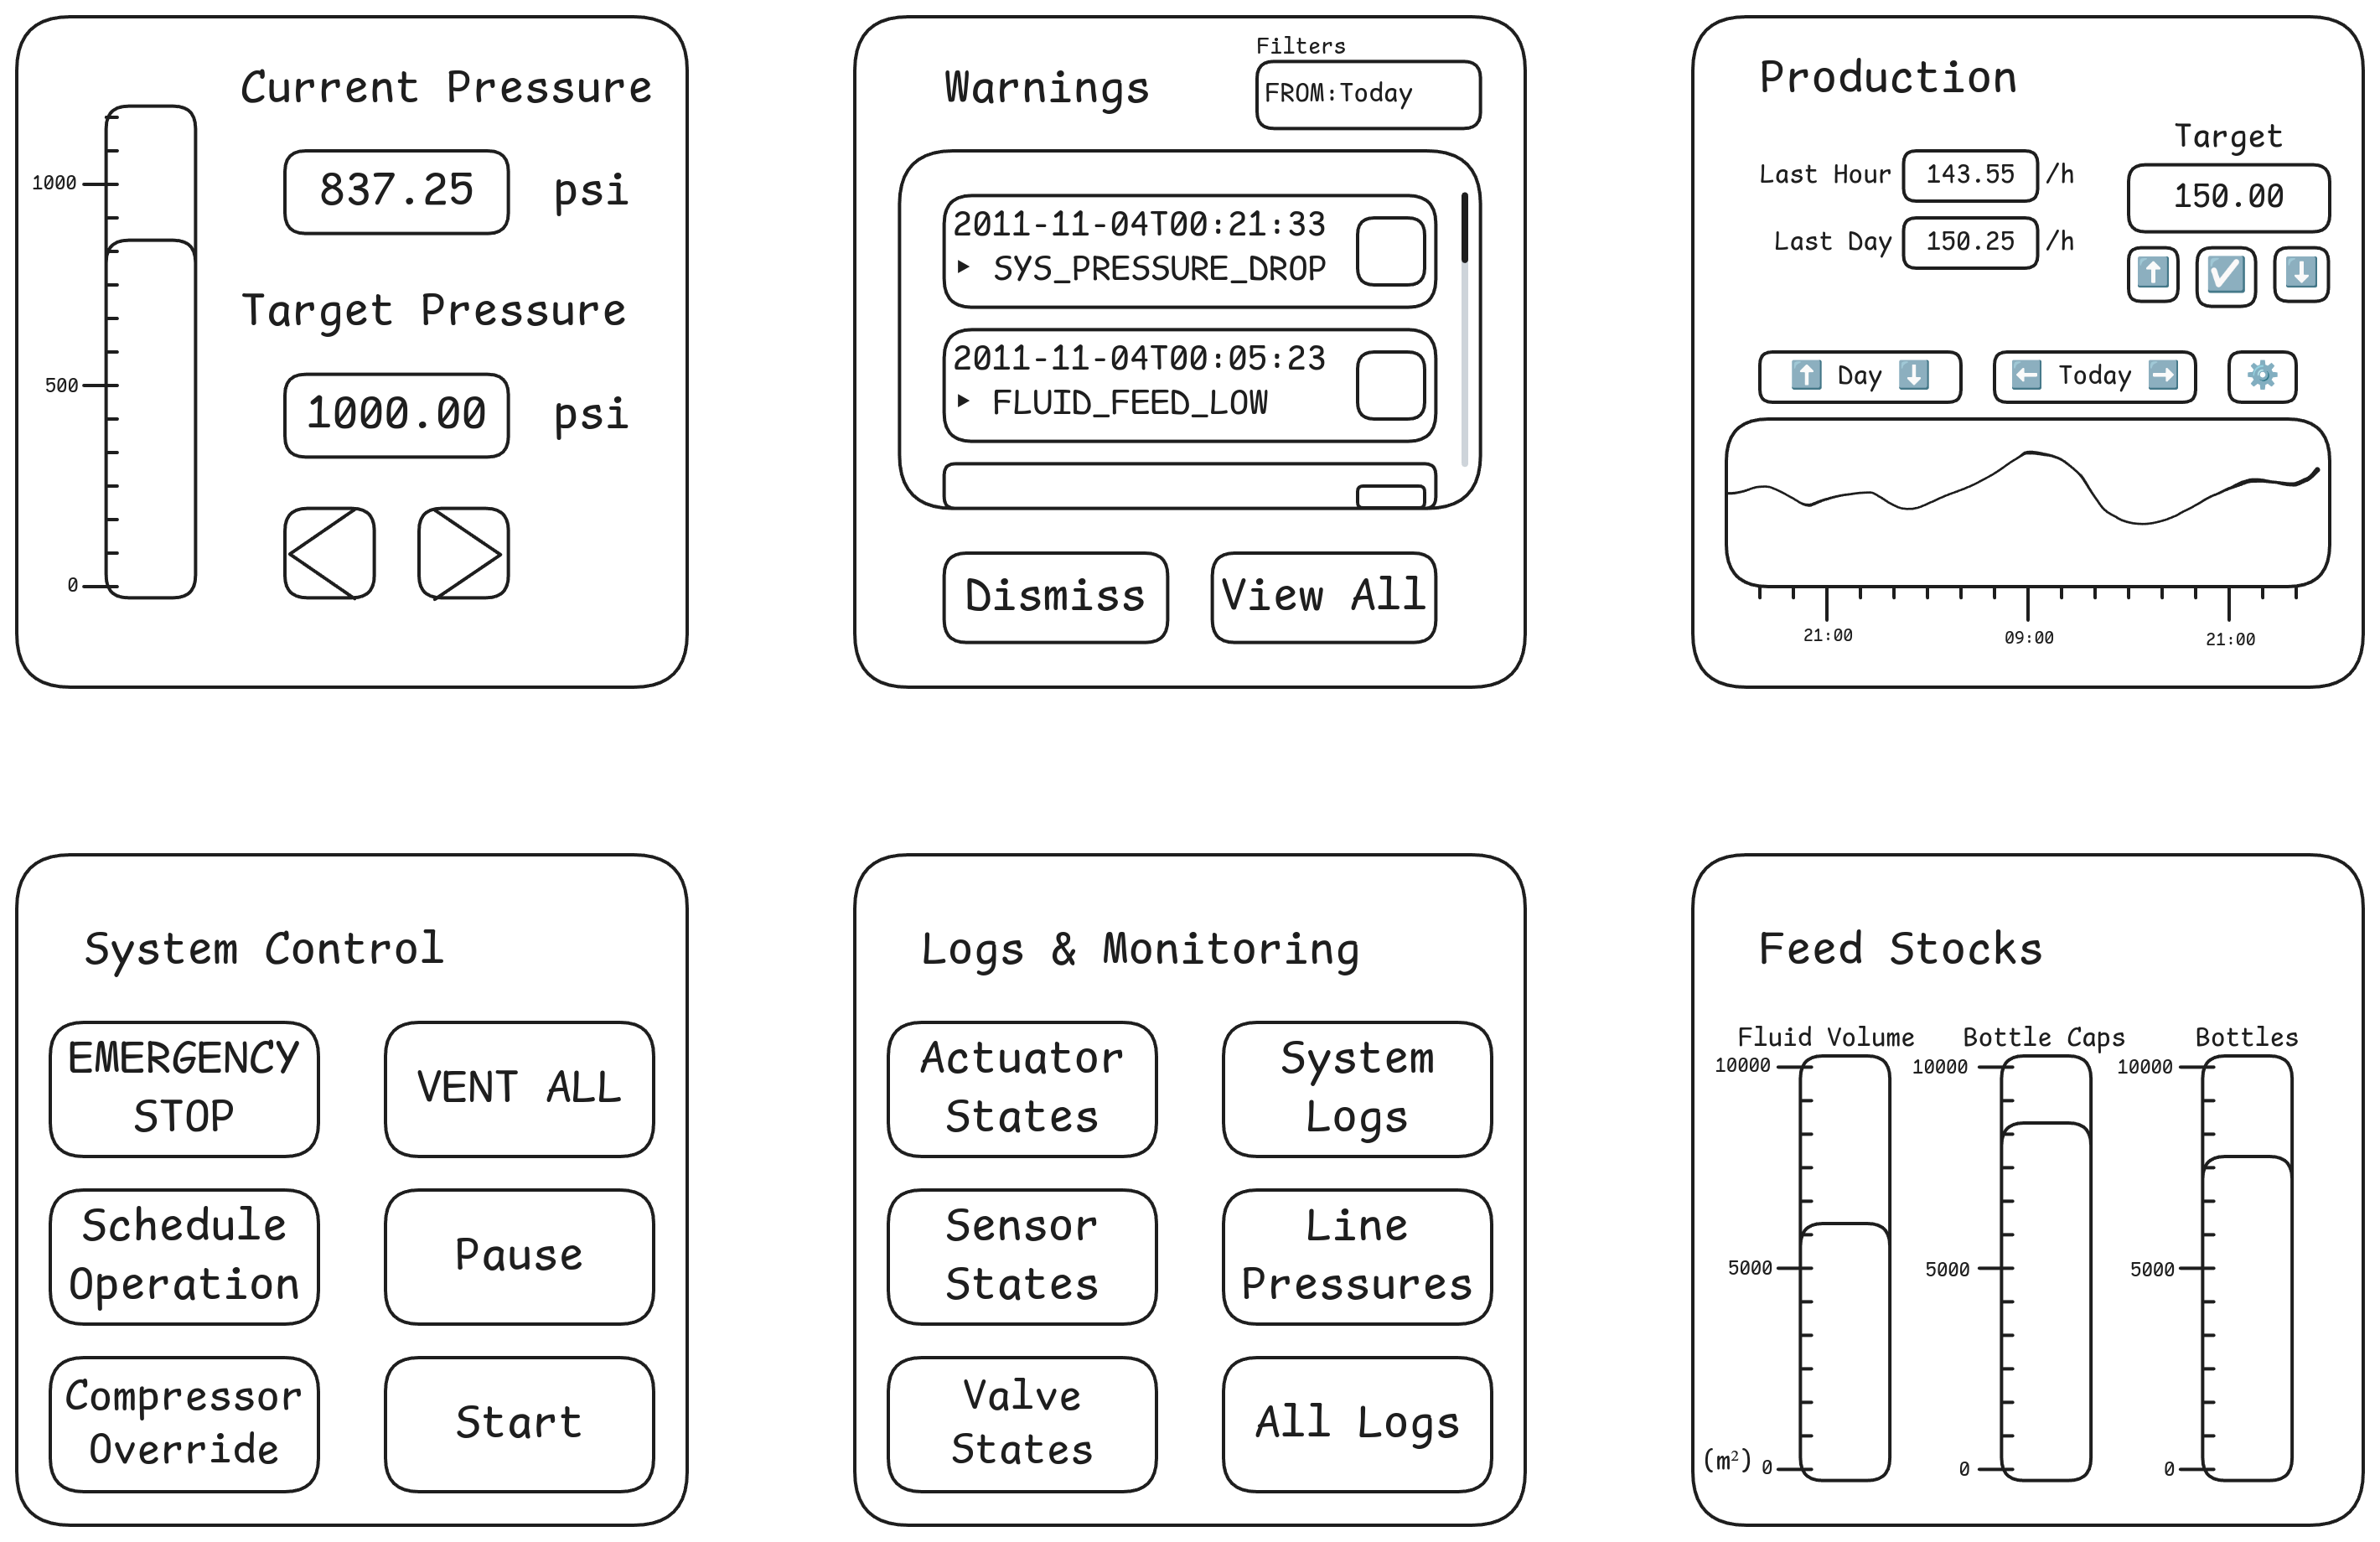 Current Pressure
1000
837.25 psi
Target Pressure
500
1000.00 psi
0
Filters
Warnings
FROM:Today
2011-11-04T00:21:33
▸ SYS_PRESSURE_DROP
2011-11-04T00:05:23
▸ FLUID_FEED_LOW
Dismiss
View All
Production
Target
Last Hour 143.55 /h
150.00
Last Day 150.25 /h
⬆️ ☑️ ⬇️
⬆️ Day ⬇️
⬅️ Today ➡️
⚙️
21:00
09:00
21:00
System Control
EMERGENCY
STOP
VENT ALL
Schedule
Operation
Pause
Compressor
Override
Start
Logs & Monitoring
Actuator
States
System
Logs
Sensor
States
Line
Pressures
Valve
States
All Logs
Feed Stocks
Fluid Volume
10000
5000
(m²) 0
Bottle Caps
10000
5000
0
Bottles
10000
5000
0